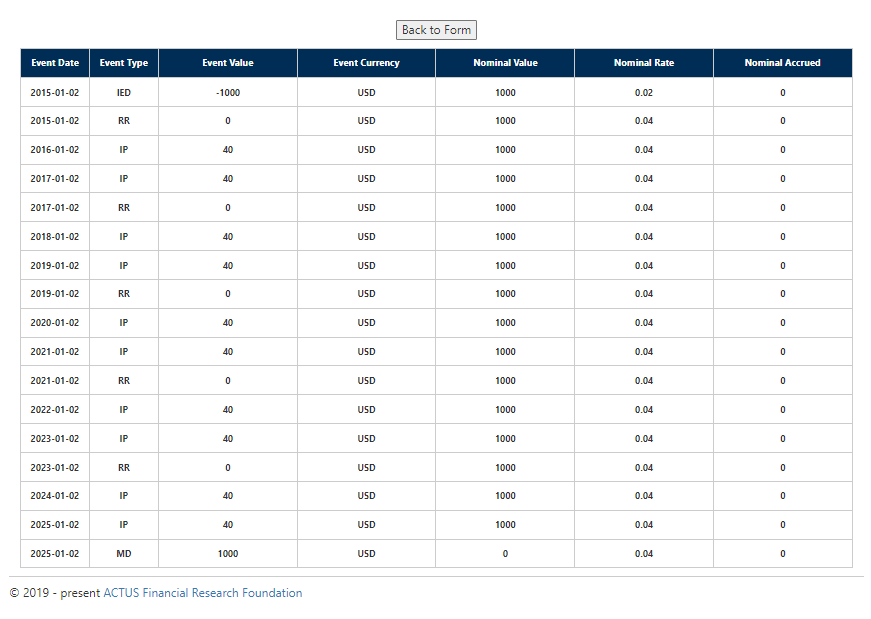 Back to Form
Event Date Event Type Event Value Event Currency Nominal Value Nominal Rate Nominal Accrued
2015-01-02 IED -1000 USD 1000 0.02 0
2015-01-02 RR 0 USD 1000 0.04 0
2016-01-02 IP 40 USD 1000 0.04 0
2017-01-02 IP 40 USD 1000 0.04 0
2017-01-02 RR 0 USD 1000 0.04 0
2018-01-02 IP 40 USD 1000 0.04 0
2019-01-02 IP 40 USD 1000 0.04 0
2019-01-02 RR 0 USD 1000 0.04 0
2020-01-02 IP 40 USD 1000 0.04 0
2021-01-02 IP 40 USD 1000 0.04 0
2021-01-02 RR 0 USD 1000 0.04 0
2022-01-02 IP 40 USD 1000 0.04 0
2023-01-02 IP 40 USD 1000 0.04 0
2023-01-02 RR 0 USD 1000 0.04 0
2024-01-02 IP 40 USD 1000 0.04 0
2025-01-02 IP 40 USD 1000 0.04 0
2025-01-02 MD 1000 USD 0 0.04 0
© 2019 - present ACTUS Financial Research Foundation